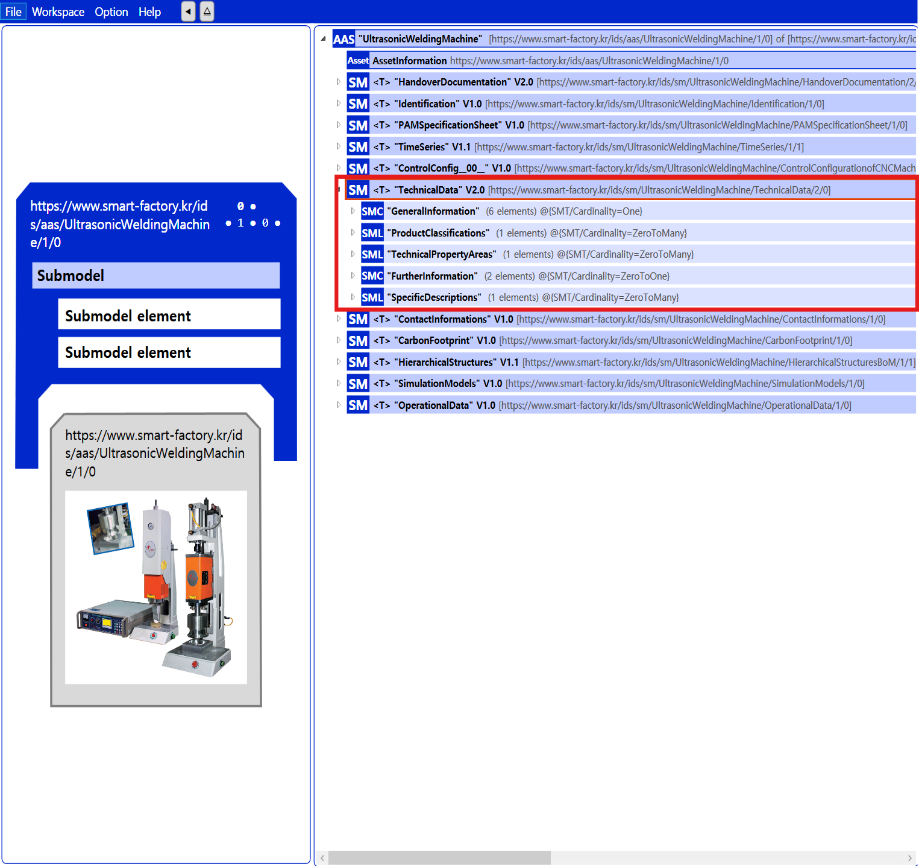 File Workspace Option Help
https://www.smart-factory.kr/id
s/aas/UltrasonicWeldingMachin
e/1/0
0
1 0
Submodel
Submodel element
Submodel element
https://www.smart-factory.kr/id
s/aas/UltrasonicWeldingMachin
e/1/0
AAS "UltrasonicWeldingMachine" [https://www.smart-factory.kr/ids/aas/UltrasonicWeldingMachine/1/0] of [https://www.smart-factory.kr/ic
Asset AssetInformation https://www.smart-factory.kr/ids/aas/UltrasonicWeldingMachine/1/0
SM <T> "HandoverDocumentation" V2.0 [https://www.smart-factory.kr/ids/sm/UltrasonicWeldingMachine/HandoverDocumentation/2/
SM <T> "Identification" V1.0 [https://www.smart-factory.kr/ids/sm/UltrasonicWeldingMachine/Identification/1/0]
SM <T> "PAMSpecificationSheet" V1.0 [https://www.smart-factory.kr/ids/sm/UltrasonicWeldingMachine/PAMSpecificationSheet/1/0]
SM <T> "TimeSeries" V1.1 [https://www.smart-factory.kr/ids/sm/UltrasonicWeldingMachine/TimeSeries/1/1]
SM <T> "ControlConfig__00__" V1.0 [https://www.smart-factory.kr/ids/sm/UltrasonicWeldingMachine/ControlConfigurationofCNCMach
SM <T> "TechnicalData" V2.0 [https://www.smart-factory.kr/ids/sm/UltrasonicWeldingMachine/TechnicalData/2/0]
SMC "GeneralInformation" (6 elements) @{SMT/Cardinality=One}
SML "ProductClassifications" (1 elements) @{SMT/Cardinality=ZeroToMany}
SML "TechnicalPropertyAreas" (1 elements) @{SMT/Cardinality=ZeroToMany}
SMC "FurtherInformation" (2 elements) @{SMT/Cardinality=ZeroToOne}
SML "SpecificDescriptions" (1 elements) @{SMT/Cardinality=ZeroToMany}
SM <T> "ContactInformations" V1.0 [https://www.smart-factory.kr/ids/sm/UltrasonicWeldingMachine/ContactInformations/1/0]
SM <T> "CarbonFootprint" V1.0 [https://www.smart-factory.kr/ids/sm/UltrasonicWeldingMachine/CarbonFootprint/1/0]
SM <T> "HierarchicalStructures" V1.1 [https://www.smart-factory.kr/ids/sm/UltrasonicWeldingMachine/HierarchicalStructuresBoM/1/1]
SM <T> "SimulationModels" V1.0 [https://www.smart-factory.kr/ids/sm/UltrasonicWeldingMachine/SimulationModels/1/0]
SM <T> "OperationalData" V1.0 [https://www.smart-factory.kr/ids/sm/UltrasonicWeldingMachine/OperationalData/1/0]